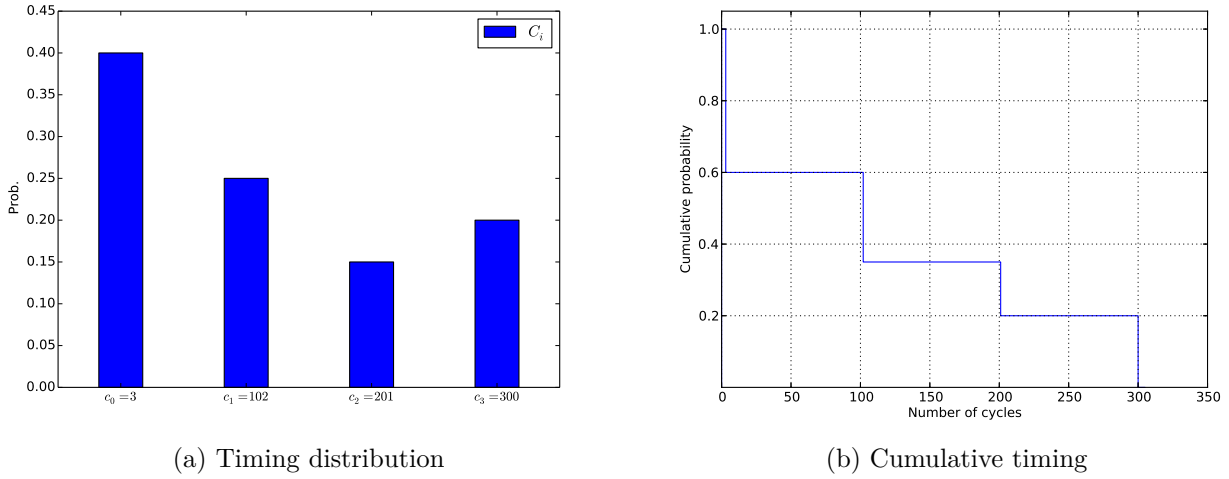 0.45
0.40
0.35
0.30
0.25
0.20
0.15
0.10
0.05
0.00
Prob.
C_i
c_0 =3
c_1 =102
c_2 =201
c_3 =300
(a) Timing distribution
1.0
0.8
0.6
0.4
0.2
Cumulative probability
0 50 100 150 200 250 300 350
Number of cycles
(b) Cumulative timing